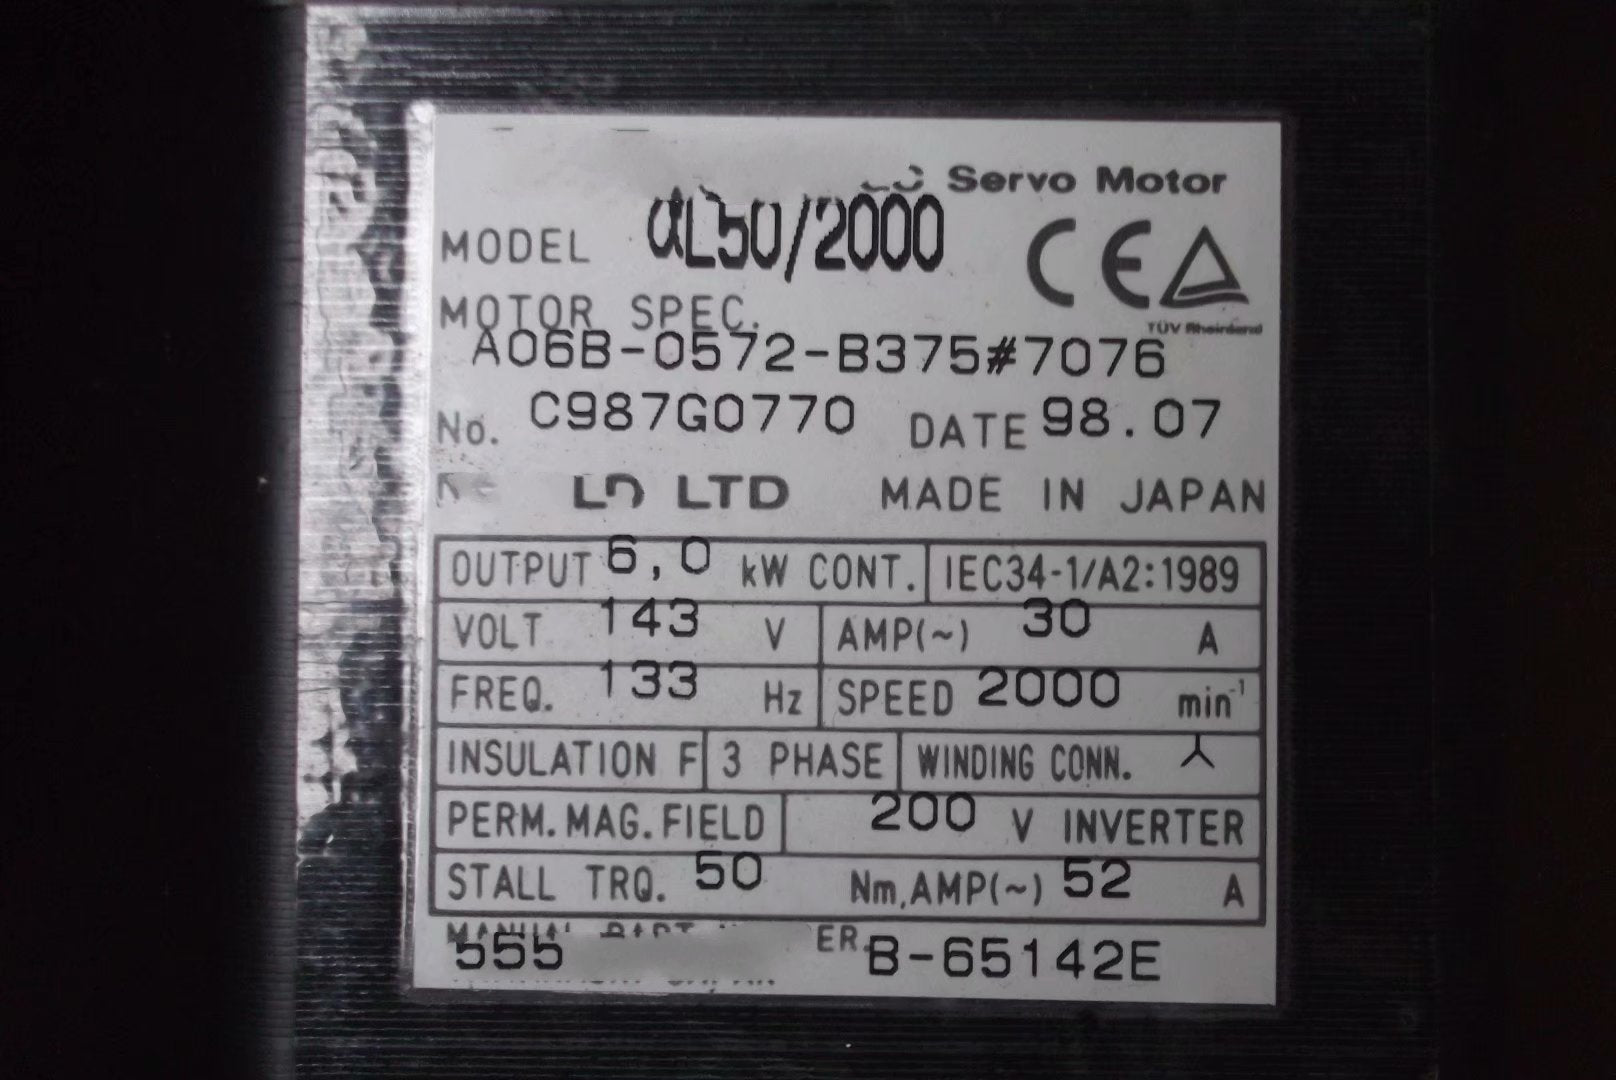 Servo Motor
MODEL αL50/2000 CE
TÜV Rheinland
MOTOR SPEC.
A06B-0572-B375#7076
No. C987G0770 DATE 98.07
LTD MADE IN JAPAN
OUTPUT 6,0 kW CONT. IEC34-1/A2:1989
VOLT 143 V AMP(~) 30 A
FREQ. 133 Hz SPEED 2000 min-1
INSULATION F 3 PHASE WINDING CONN.
PERM. MAG. FIELD 200 V INVERTER
STALL TRQ. 50 Nm, AMP(~) 52 A
555 B-65142E